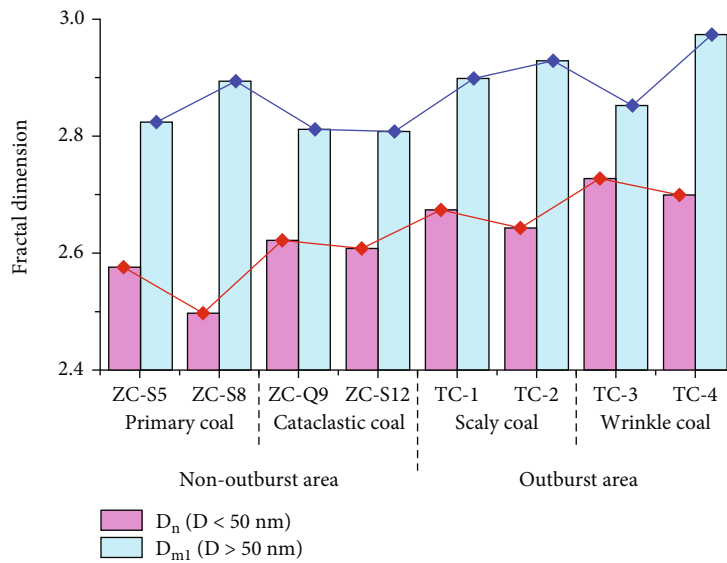 Fractal dimension
3.0
2.8
2.6
2.4
ZC-S5 ZC-S8 ZC-Q9 ZC-S12 TC-1 TC-2 TC-3 TC-4
Primary coal Cataclastic coal Scaly coal Wrinkle coal
Non-outburst area Outburst area
Dₙ (D < 50 nm)
Dₘ₁ (D > 50 nm)